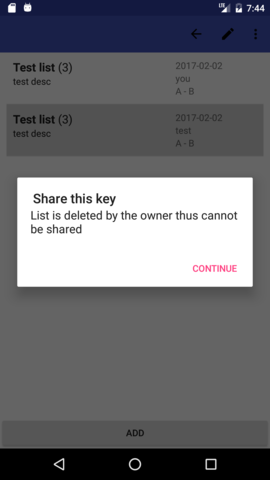 LTE 7:44
Test list (3) 2017-02-02
test desc you
A - B
Test list (3) 2017-02-02
test desc test
A - B
Share this key
List is deleted by the owner thus cannot
be shared
CONTINUE
ADD